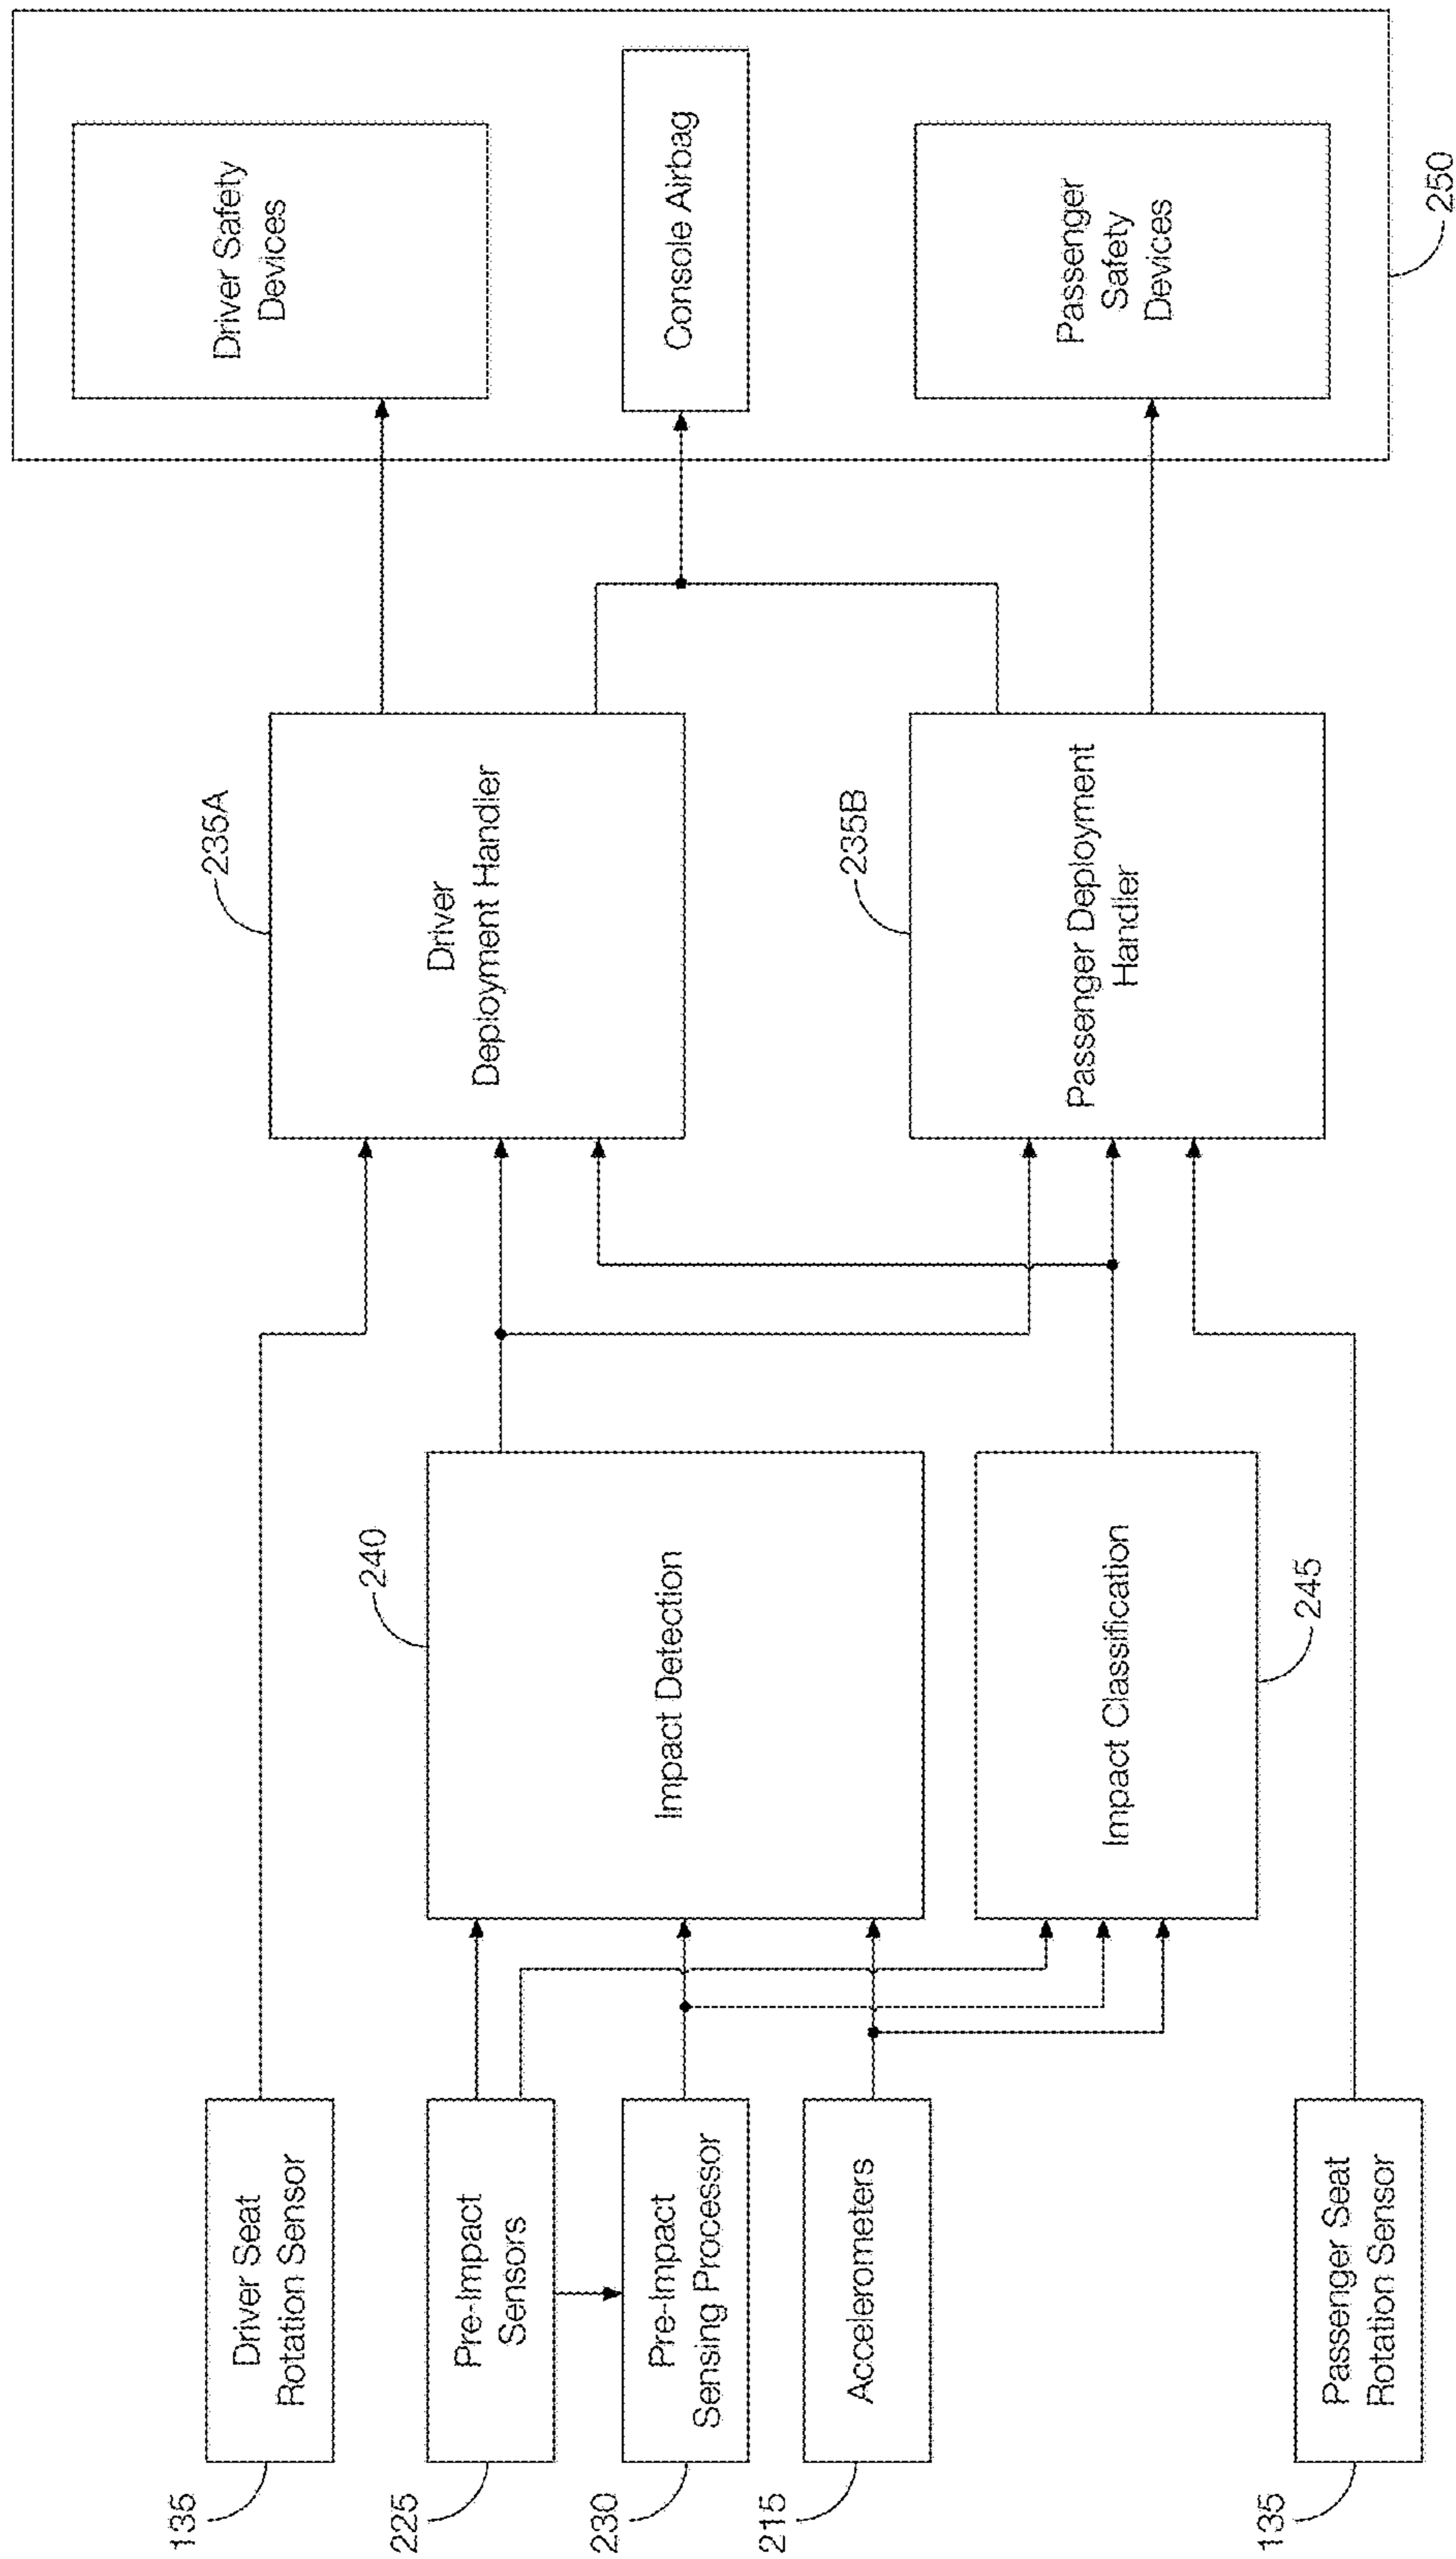 135
Driver Seat
Rotation Sensor
225
Pre-Impact
Sensors
230
Pre-Impact
Sensing Processor
215
Accelerometers
135
Passenger Seat
Rotation Sensor
240
Impact Detection
Impact Classification
245
235A
Driver
Deployment Handler
235B
Passenger Deployment
Handler
Driver Safety
Devices
Console Airbag
Passenger
Safety
Devices
250